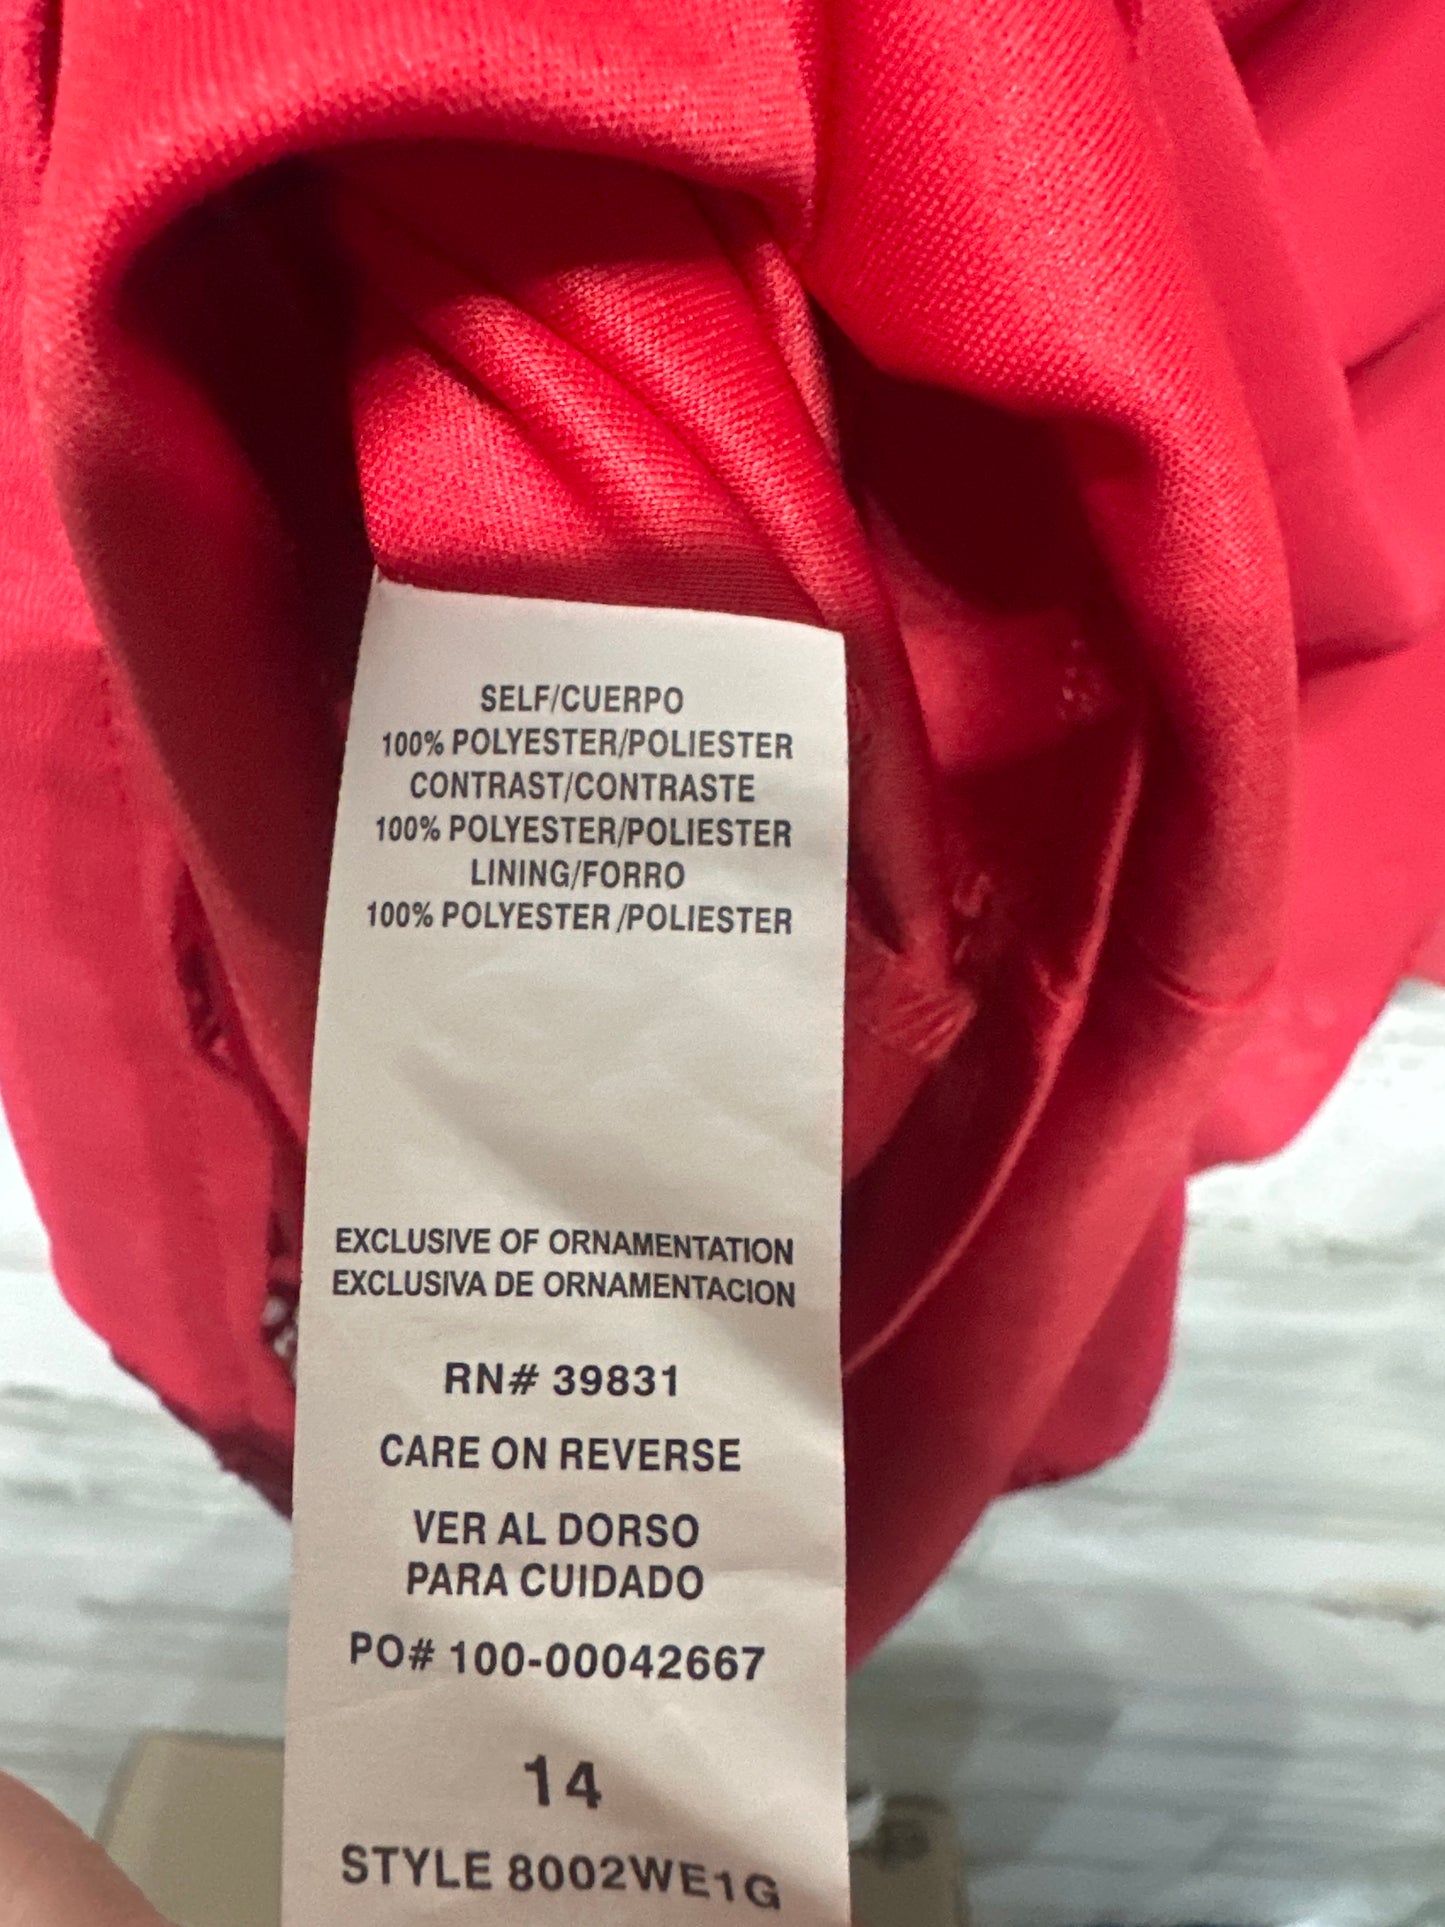 SELF/CUERPO
100% POLYESTER/POLIESTER
CONTRAST/CONTRASTE
100% POLYESTER/POLIESTER
LINING/FORRO
100% POLYESTER /POLIESTER
EXCLUSIVE OF ORNAMENTATION
EXCLUSIVA DE ORNAMENTACION
RN# 39831
CARE ON REVERSE
VER AL DORSO
PARA CUIDADO
PO# 100-00042667
14
STYLE 8002WE1G